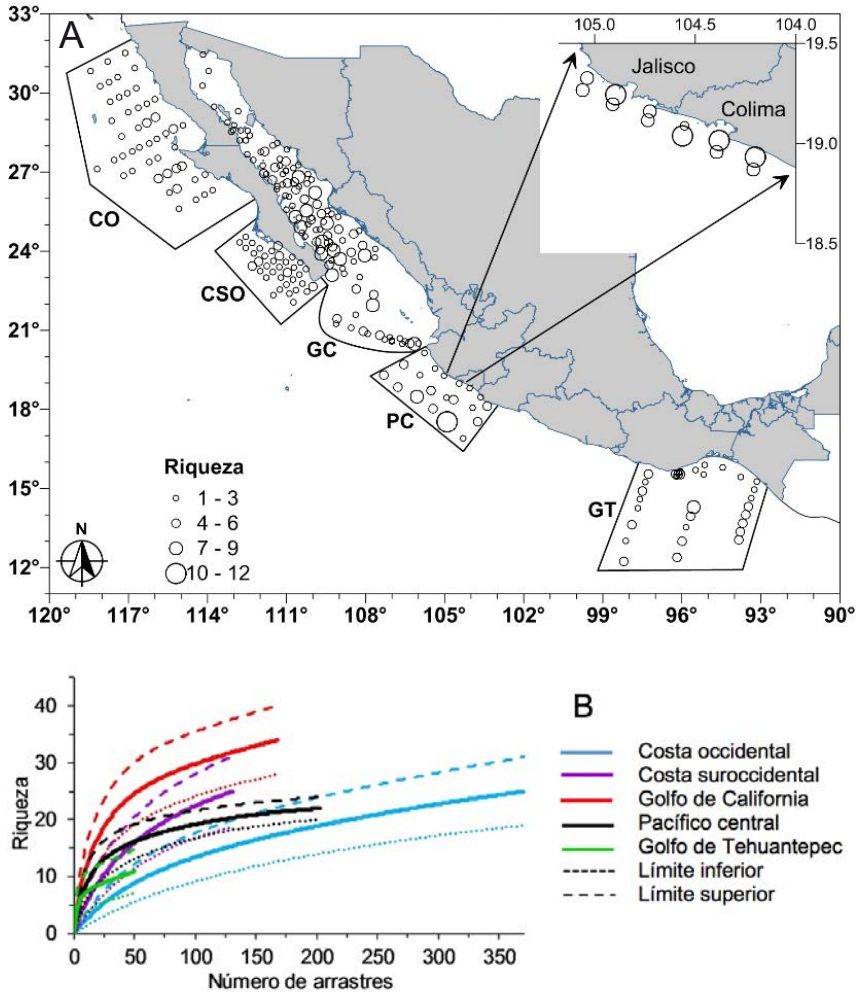 A
105.0 104.4 104.0
19.5
19.0
18.5
Jalisco
Colima
33°
30°
27°
24°
21°
18°
15°
12°
CO
CSO
GC
PC
GT
Riqueza
1 - 3
4 - 6
7 - 9
10 - 12
N
120° 117° 114° 111° 108° 105° 102° 99° 96° 93° 90°
B
Riqueza
40
30
20
10
0
0 50 100 150 200 250 300 350
Número de arrastres
Costa occidental
Costa suroccidental
Golfo de California
Pacífico central
Golfo de Tehuantepec
Límite inferior
Límite superior